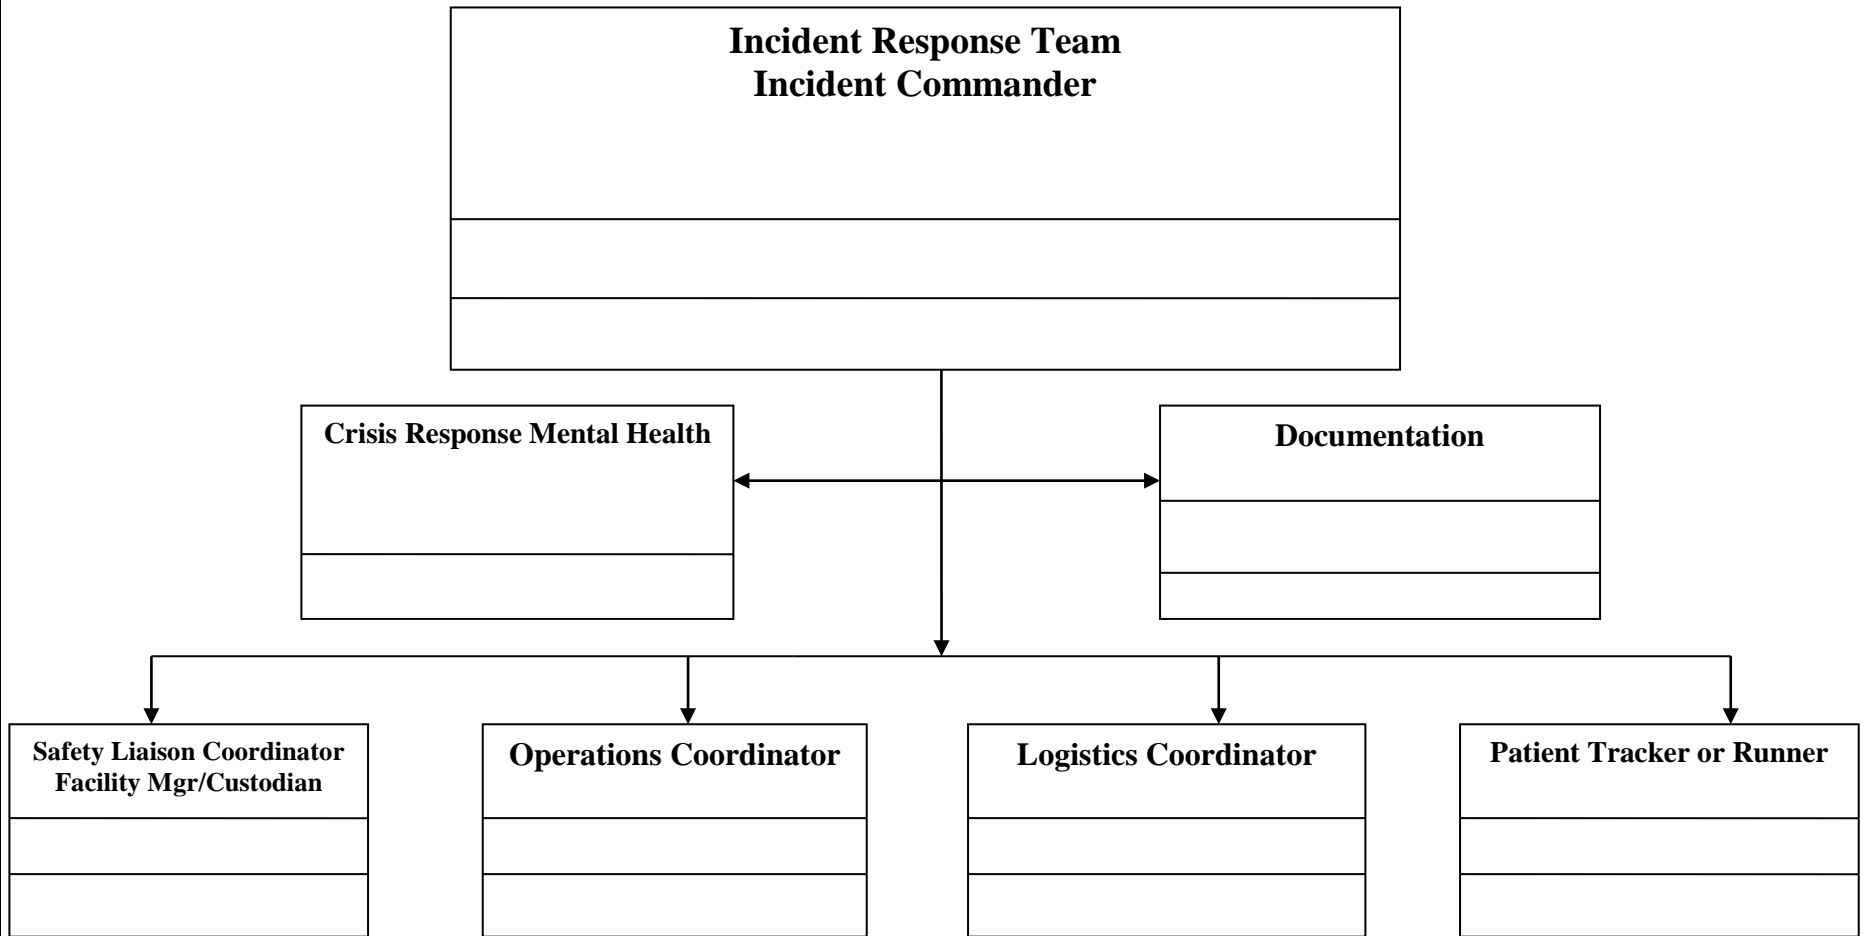 Incident Response Team
Incident Commander
Crisis Response Mental Health
Documentation
Safety Liaison Coordinator
Facility Mgr/Custodian
Operations Coordinator
Logistics Coordinator
Patient Tracker or Runner